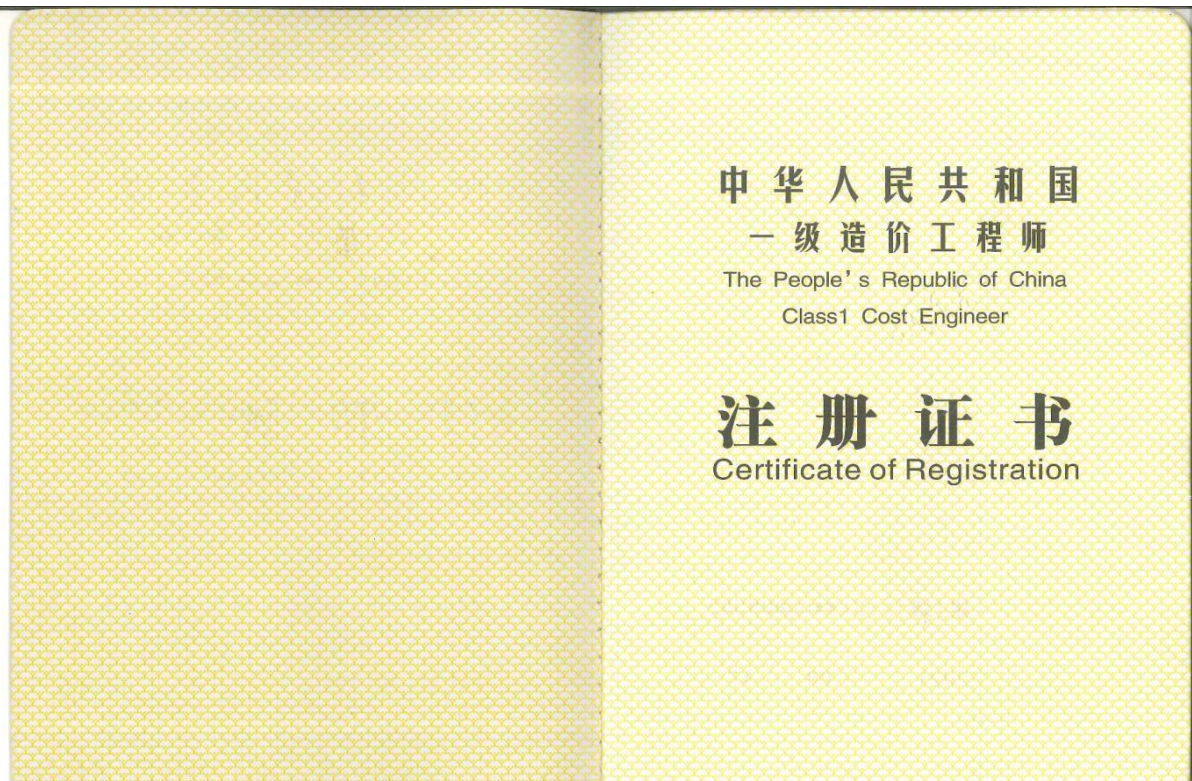 中华人民共和国
一级造价工程师
The People's Republic of China
Class1 Cost Engineer
注册证书
Certificate of Registration